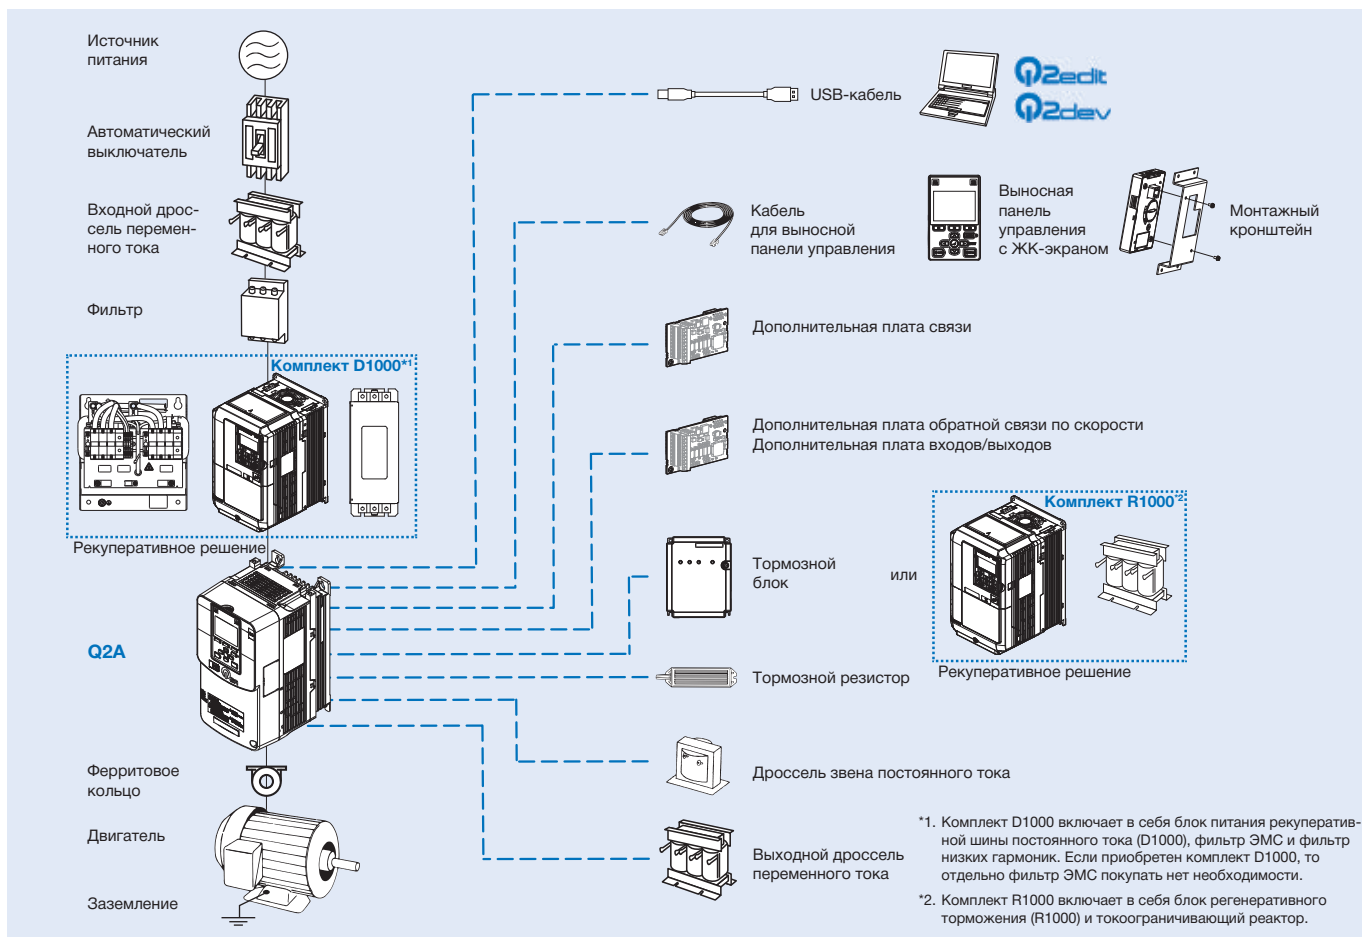 Источник
питания
Автоматический
выключатель
Входной дрос-
сель перемен-
ного тока
Фильтр
Комплект D1000*1
Рекуперативное решение
Q2A
Ферритовое
кольцо
Двигатель
Заземление
USB-кабель
Q2edit
Q2dev
Кабель
для выносной
панели управления
Выносная
панель
управления
с ЖК-экраном
Монтажный
кронштейн
Дополнительная плата связи
Дополнительная плата обратной связи по скорости
Дополнительная плата входов/выходов
Тормозной
блок
или
Комплект R1000*2
Рекуперативное решение
Тормозной резистор
Дроссель звена постоянного тока
Выходной дроссель
переменного тока
*1. Комплект D1000 включает в себя блок питания рекуператив-
ной шины постоянного тока (D1000), фильтр ЭМС и фильтр
низких гармоник. Если приобретен комплект D1000, то
отдельно фильтр ЭМС покупать нет необходимости.
*2. Комплект R1000 включает в себя блок регенеративного
торможения (R1000) и токоограничивающий реактор.